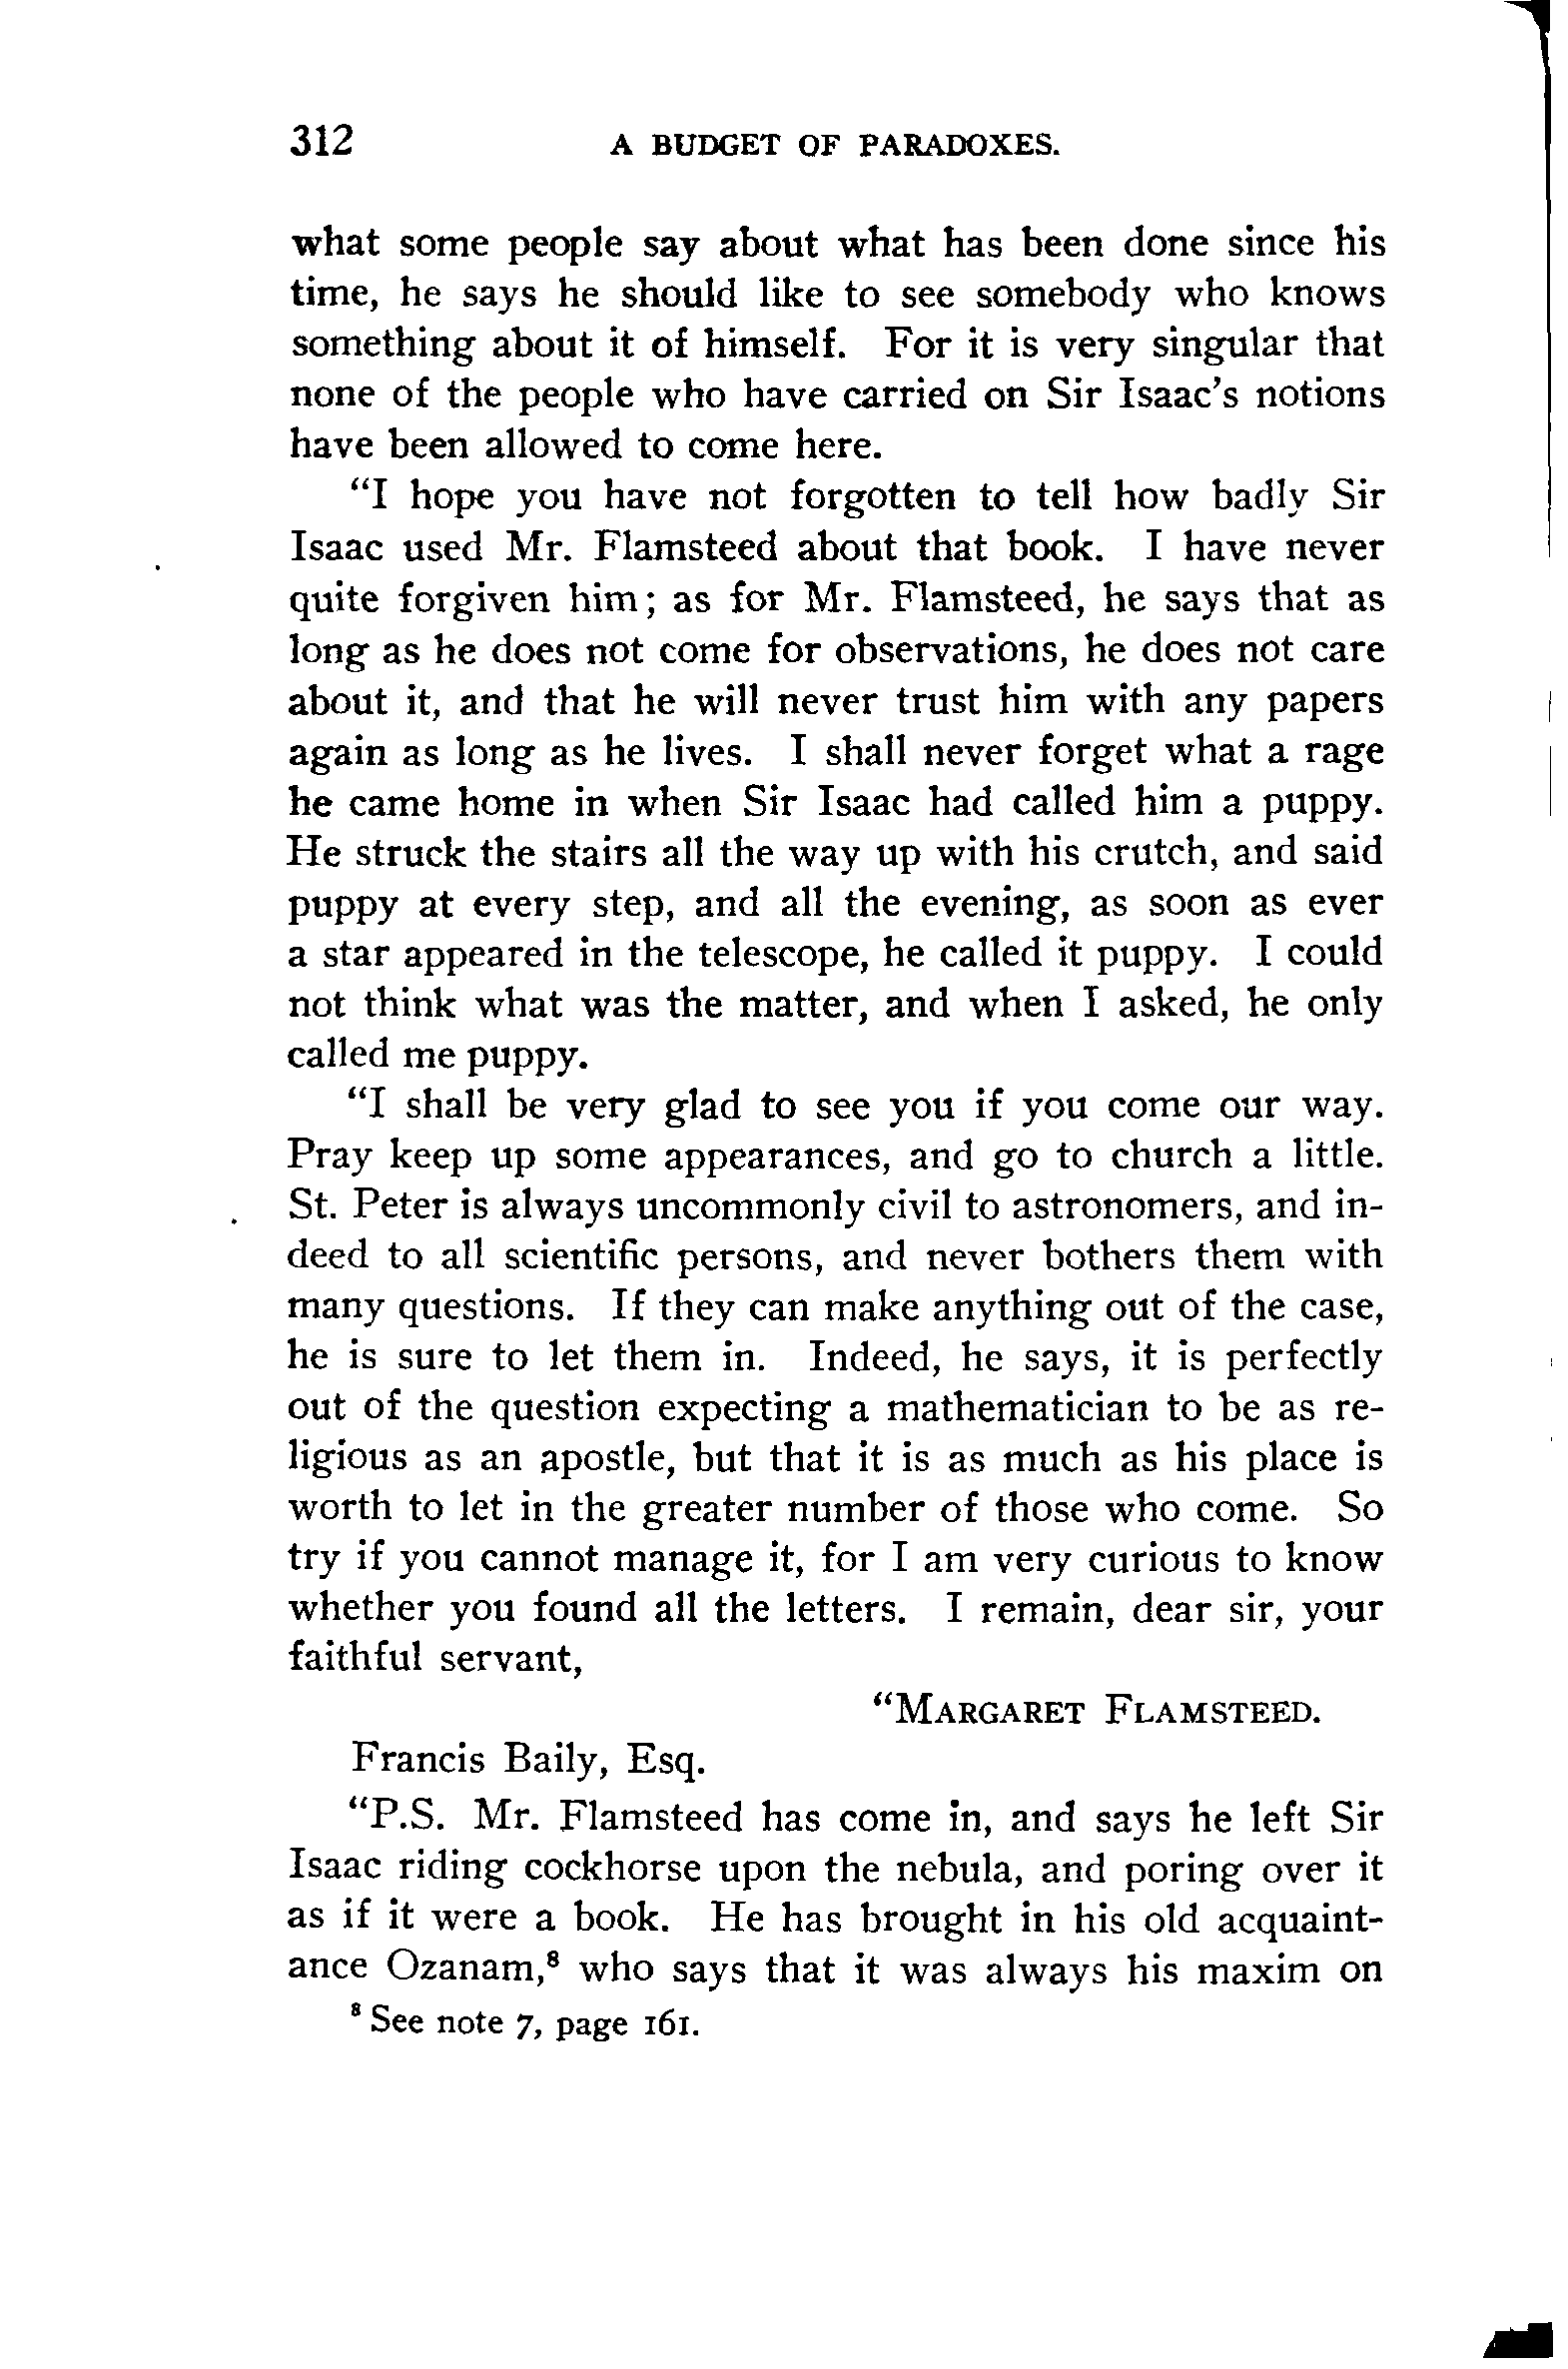 312 A BUDGET OF PARADOXES.
what some people say about what has been done since his
time, he says he should like to see somebody who knows
something about it of himself. For it is very singular that
none of the people who have carried on Sir Isaac's notions
have been allowed to come here.
"I hope you have not forgotten to tell how badly Sir
Isaac used Mr. Flamsteed about that book. I have never
quite forgiven him; as for Mr. Flamsteed, he says that as
long as he does not come for observations, he does not care
about it, and that he will never trust him with any papers
again as long as he lives. I shall never forget what a rage
he came home in when Sir Isaac had called him a puppy.
He struck the stairs all the way up with his crutch, and said
puppy at every step, and all the evening, as soon as ever
a star appeared in the telescope, he called it puppy. I could
not think what was the matter, and when I asked, he only
called me puppy.
"I shall be very glad to see you if you come our way.
Pray keep up some appearances, and go to church a little.
St. Peter is always uncommonly civil to astronomers, and in-
deed to all scientific persons, and never bothers them with
many questions. If they can make anything out of the case,
he is sure to let them in. Indeed, he says, it is perfectly
out of the question expecting a mathematician to be as re-
ligious as an apostle, but that it is as much as his place is
worth to let in the greater number of those who come. So
try if you cannot manage it, for I am very curious to know
whether you found all the letters. I remain, dear sir, your
faithful servant,
"MARGARET FLAMSTEED.
Francis Baily, Esq.
"P.S. Mr. Flamsteed has come in, and says he left Sir
Isaac riding cockhorse upon the nebula, and poring over it
as if it were a book. He has brought in his old acquaint-
ance Ozanam,⁸ who says that it was always his maxim on
⁸ See note 7, page 161.